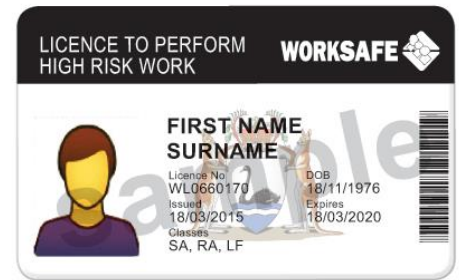 LICENCE TO PERFORM
HIGH RISK WORK
WORKSAFE
sample
FIRST NAME
SURNAME
Licence No
WL0660170
DOB
18/11/1976
Issued
18/03/2015
Expires
18/03/2020
Classes
SA, RA, LF